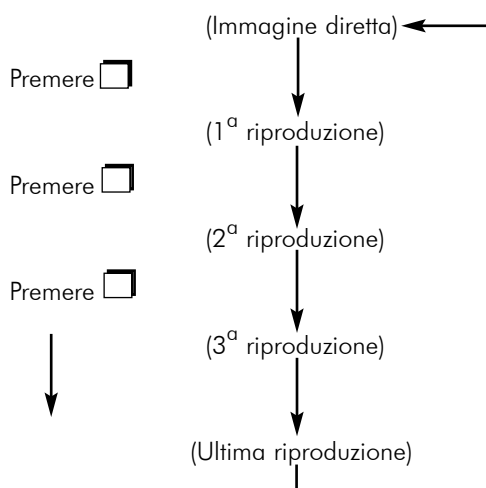 (Immagine diretta)
Premere
(1ª riproduzione)
Premere
(2ª riproduzione)
Premere
(3ª riproduzione)
(Ultima riproduzione)